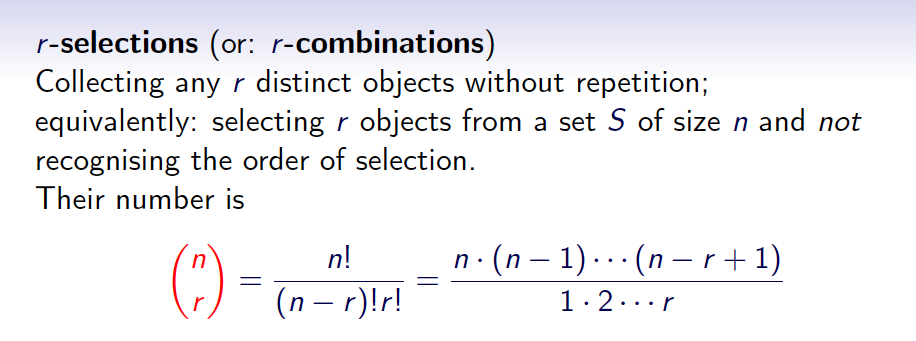 r-selections (or: r-combinations)
Collecting any r distinct objects without repetition;
equivalently: selecting r objects from a set S of size n and not
recognising the order of selection.
Their number is
(n r) = n! / (n − r)!r! = n · (n − 1) · · · (n − r + 1) / 1 · 2 · · · r